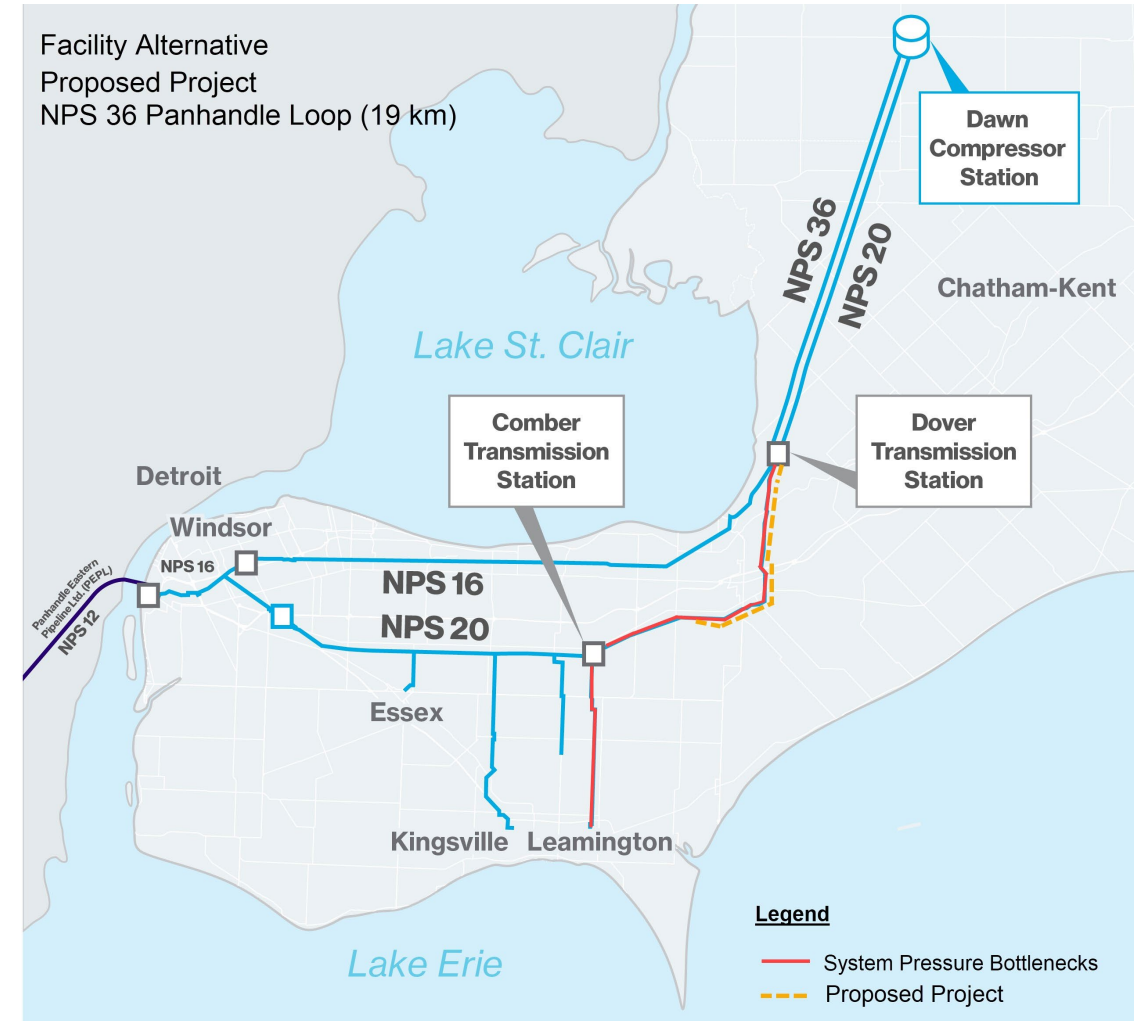 Facility Alternative
Proposed Project
NPS 36 Panhandle Loop (19 km)
Dawn
Compressor
Station
NPS 36
NPS 20
Chatham-Kent
Lake St. Clair
Comber
Transmission
Station
Dover
Transmission
Station
Detroit
Windsor
NPS 16
Panhandle Eastern
Pipeline Ltd. (PEPL)
NPS 12
NPS 16
NPS 20
Essex
Kingsville
Leamington
Lake Erie
Legend
System Pressure Bottlenecks
Proposed Project